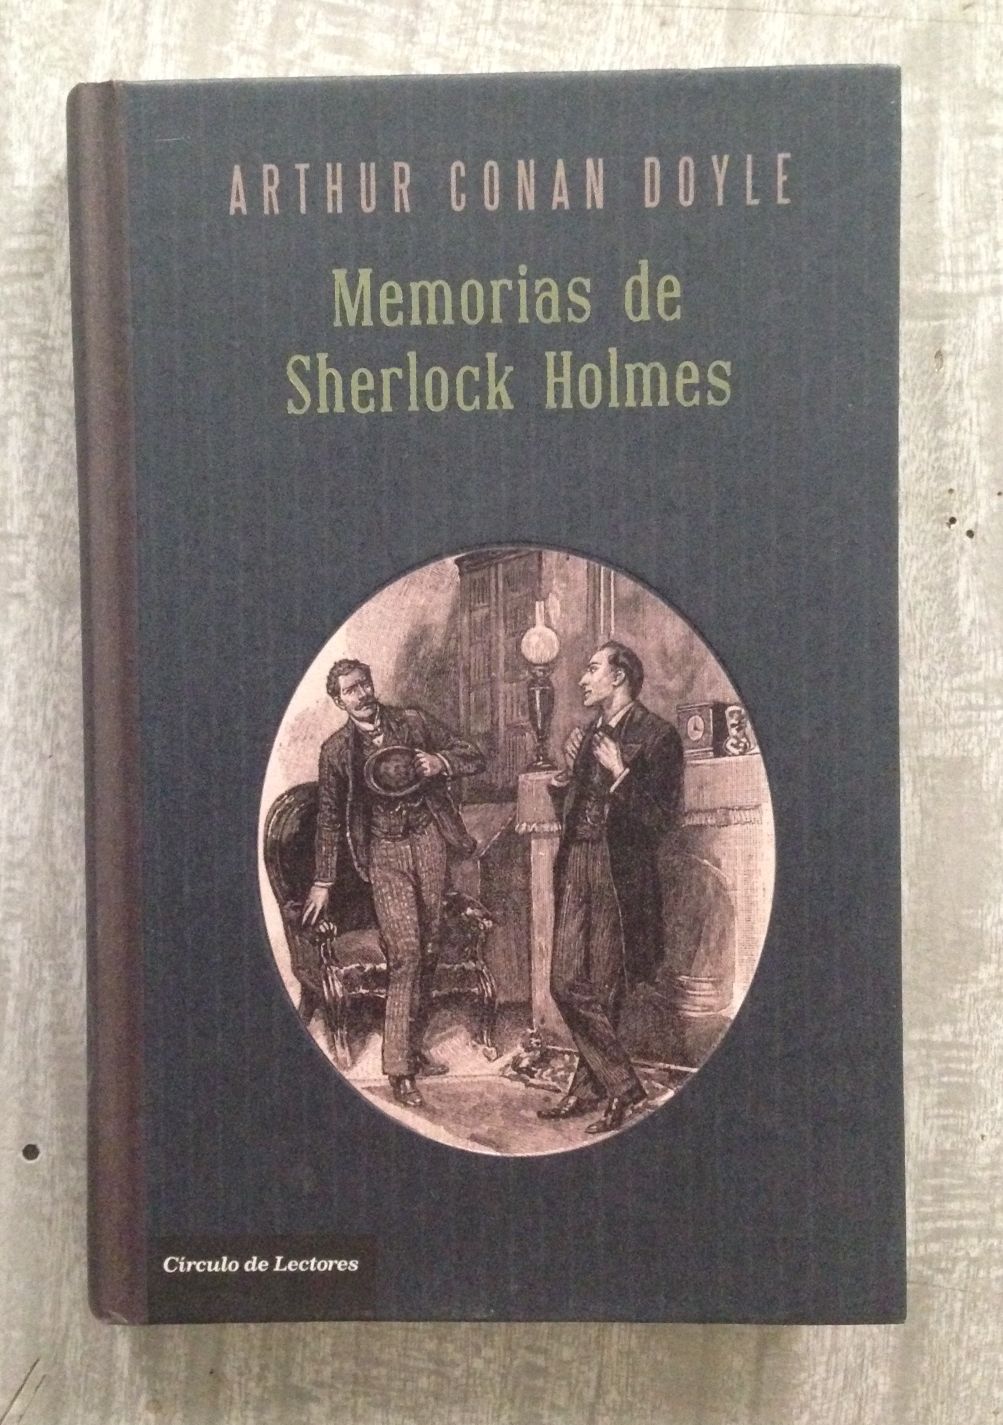 ARTHUR CONAN DOYLE
Memorias de
Sherlock Holmes
Círculo de Lectores